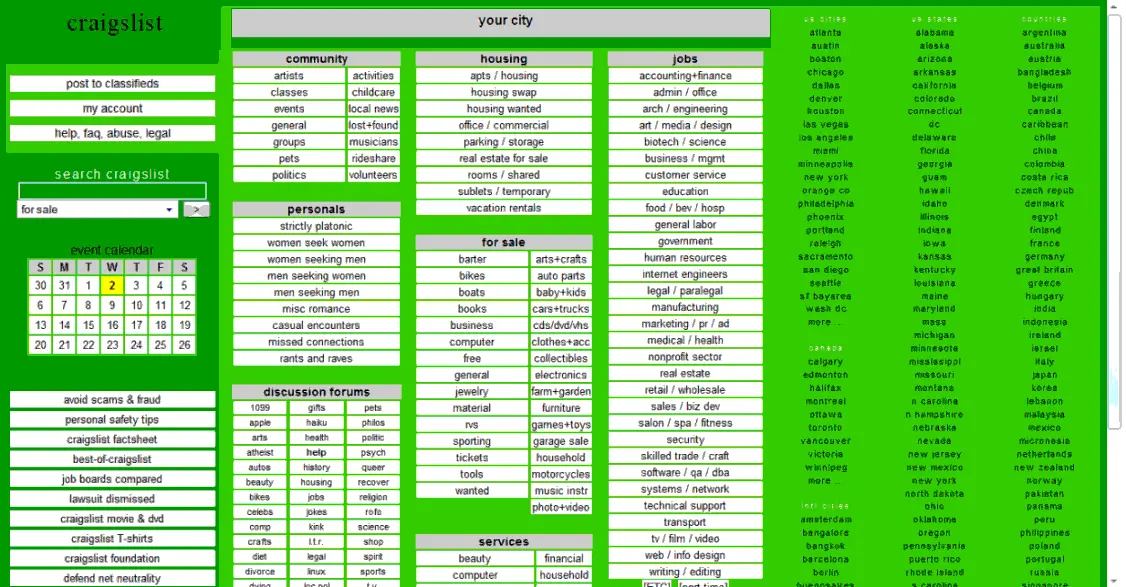 craigslist
post to classifieds
my account
help, faq, abuse, legal
search craigslist
for sale
>
event calendar
S M T W T F S
30 31 1 2 3 4 5
6 7 8 9 10 11 12
13 14 15 16 17 18 19
20 21 22 23 24 25 26
avoid scams & fraud
personal safety tips
craigslist factsheet
best-of-craigslist
job boards compared
lawsuit dismissed
craigslist movie & dvd
craigslist T-shirts
craigslist foundation
defend net neutrality
your city
community
artists activities
classes childcare
events local news
general lost+found
groups musicians
pets rideshare
politics volunteers
personals
strictly platonic
women seek women
women seeking men
men seeking women
men seeking men
misc romance
casual encounters
missed connections
rants and raves
discussion forums
1099 gifts pets
apple haiku philos
arts health politic
atheist help psych
autos history queer
beauty housing recover
bikes jobs religion
celebs jokes rofo
comp kink science
crafts l.t.r. shop
diet legal spirit
divorce linux sports
dying loc pol t.v.
housing
apts / housing
housing swap
housing wanted
office / commercial
parking / storage
real estate for sale
rooms / shared
sublets / temporary
vacation rentals
for sale
barter arts+crafts
bikes auto parts
boats baby+kids
books cars+trucks
business cds/dvd/vhs
computer clothes+acc
free collectibles
general electronics
jewelry farm+garden
material furniture
rvs games+toys
sporting garage sale
tickets household
tools motorcycles
wanted music instr
photo+video
services
beauty financial
computer household
jobs
accounting+finance
admin / office
arch / engineering
art / media / design
biotech / science
business / mgmt
customer service
education
food / bev / hosp
general labor
government
human resources
internet engineers
legal / paralegal
manufacturing
marketing / pr / ad
medical / health
nonprofit sector
real estate
retail / wholesale
sales / biz dev
salon / spa / fitness
security
skilled trade / craft
software / qa / dba
systems / network
technical support
transport
tv / film / video
web / info design
writing / editing
[ETC] [part time]
us cities
atlanta
austin
boston
chicago
dallas
denver
houston
las vegas
los angeles
miami
minneapolis
new york
orange co
philadelphia
phoenix
portland
raleigh
sacramento
san diego
seattle
sf bayarea
wash dc
more ...
canada
calgary
edmonton
halifax
montreal
ottawa
toronto
vancouver
victoria
winnipeg
more ...
intl cities
amsterdam
bangalore
bangkok
barcelona
berlin
buenosaires
us states
alabama
alaska
arizona
arkansas
california
colorado
connecticut
dc
delaware
florida
georgia
guam
hawaii
idaho
illinois
indiana
iowa
kansas
kentucky
louisiana
maine
maryland
mass
michigan
minnesota
mississippi
missouri
montana
n carolina
n hampshire
nebraska
nevada
new jersey
new mexico
new york
north dakota
ohio
oklahoma
oregon
pennsylvania
puerto rico
rhode island
s carolina
countries
argentina
australia
austria
bangladesh
belgium
brazil
canada
caribbean
chile
china
colombia
costa rica
czech repub
denmark
egypt
finland
france
germany
great britain
greece
hungary
india
indonesia
ireland
israel
italy
japan
korea
lebanon
malaysia
mexico
micronesia
netherlands
new zealand
norway
pakistan
panama
peru
philippines
poland
portugal
russia
singapore